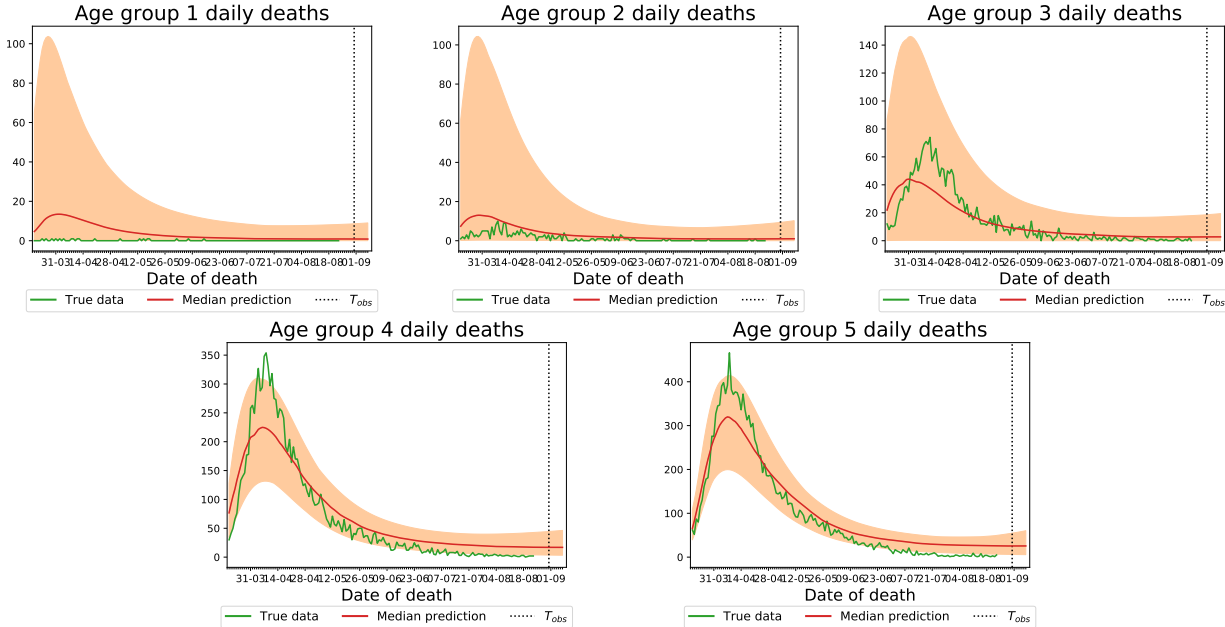 Age group 1 daily deaths
100
80
60
40
20
0
31-03 14-04 28-04 12-05 26-05 09-06 23-06 07-07 21-07 04-08 18-08 01-09
Date of death
True data Median prediction T_obs
Age group 2 daily deaths
100
80
60
40
20
0
31-03 14-04 28-04 12-05 26-05 09-06 23-06 07-07 21-07 04-08 18-08 01-09
Date of death
True data Median prediction T_obs
Age group 3 daily deaths
140
120
100
80
60
40
20
0
31-03 14-04 28-04 12-05 26-05 09-06 23-06 07-07 21-07 04-08 18-08 01-09
Date of death
True data Median prediction T_obs
Age group 4 daily deaths
350
300
250
200
150
100
50
0
31-03 14-04 28-04 12-05 26-05 09-06 23-06 07-07 21-07 04-08 18-08 01-09
Date of death
True data Median prediction T_obs
Age group 5 daily deaths
400
300
200
100
0
31-03 14-04 28-04 12-05 26-05 09-06 23-06 07-07 21-07 04-08 18-08 01-09
Date of death
True data Median prediction T_obs